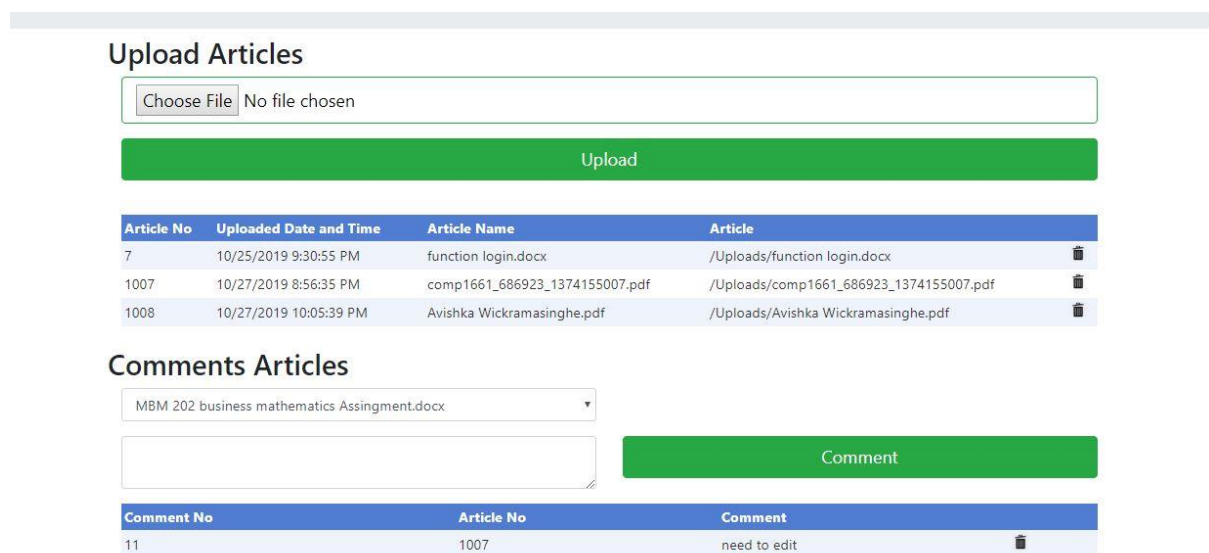 Upload Articles
Choose File No file chosen
Upload
Article No Uploaded Date and Time Article Name Article
7 10/25/2019 9:30:55 PM function login.docx /Uploads/function login.docx
1007 10/27/2019 8:56:35 PM comp1661_686923_1374155007.pdf /Uploads/comp1661_686923_1374155007.pdf
1008 10/27/2019 10:05:39 PM Avishka Wickramasinghe.pdf /Uploads/Avishka Wickramasinghe.pdf
Comments Articles
MBM 202 business mathematics Assingment.docx
Comment
Comment No Article No Comment
11 1007 need to edit